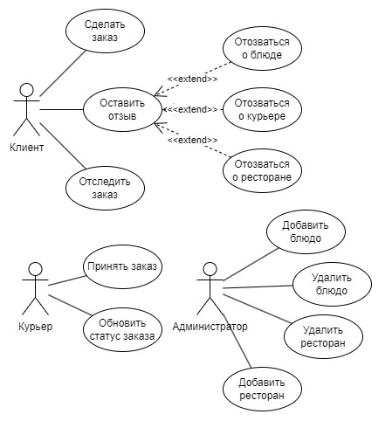 Сделать
заказ
Отозваться
о блюде
<<extend>>
Оставить
отзыв
<<extend>>
Отозваться
о курьере
Клиент
<<extend>>
Отозваться
о ресторане
Отследить
заказ
Добавить
блюдо
Принять заказ
Удалить
блюдо
Курьер
Обновить
статус заказа
Администратор
Удалить
ресторан
Добавить
ресторан